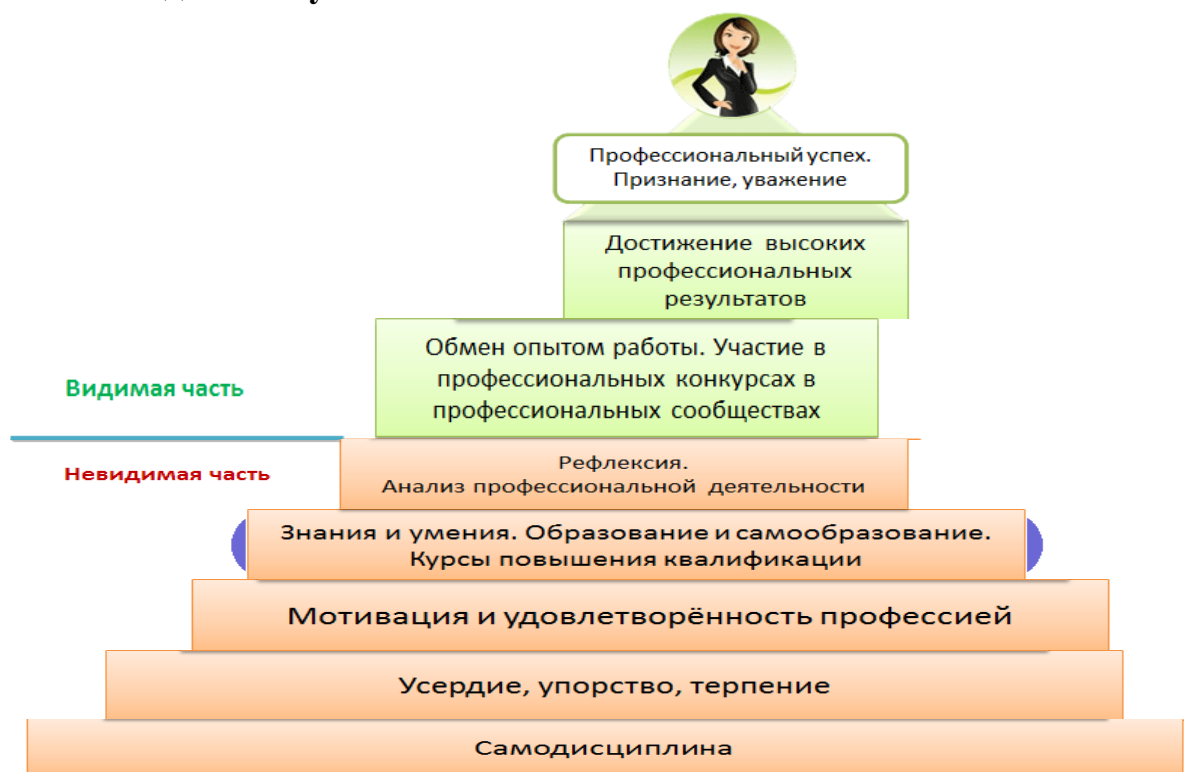 Профессиональный успех.
Признание, уважение
Достижение высоких
профессиональных
результатов
Обмен опытом работы. Участие в
профессиональных конкурсах в
профессиональных сообществах
Видимая часть
Невидимая часть
Рефлексия.
Анализ профессиональной деятельности
Знания и умения. Образование и самообразование.
Курсы повышения квалификации
Мотивация и удовлетворённость профессией
Усердие, упорство, терпение
Самодисциплина